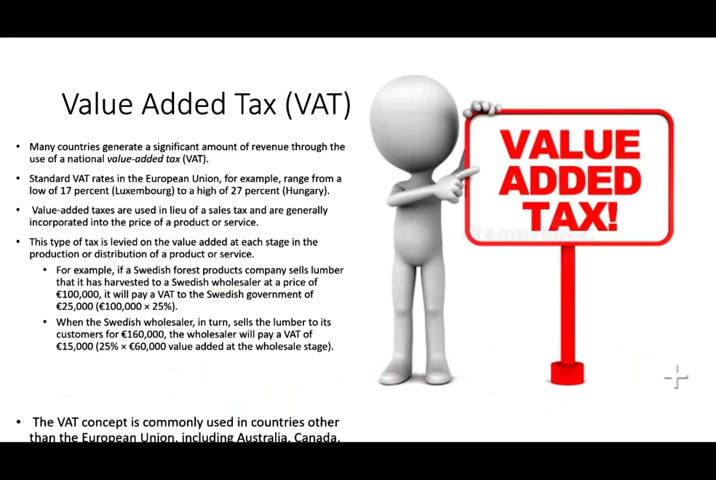 Value Added Tax (VAT)
• Many countries generate a significant amount of revenue through the
use of a national value-added tax (VAT).
• Standard VAT rates in the European Union, for example, range from a
low of 17 percent (Luxembourg) to a high of 27 percent (Hungary).
• Value-added taxes are used in lieu of a sales tax and are generally
incorporated into the price of a product or service.
• This type of tax is levied on the value added at each stage in the
production or distribution of a product or service.
• For example, if a Swedish forest products company sells lumber
that it has harvested to a Swedish wholesaler at a price of
€100,000, it will pay a VAT to the Swedish government of
€25,000 (€100,000 × 25%).
• When the Swedish wholesaler, in turn, sells the lumber to its
customers for €160,000, the wholesaler will pay a VAT of
€15,000 (25% × €60,000 value added at the wholesale stage).
• The VAT concept is commonly used in countries other
than the European Union, including Australia, Canada,
VALUE
ADDED
TAX!